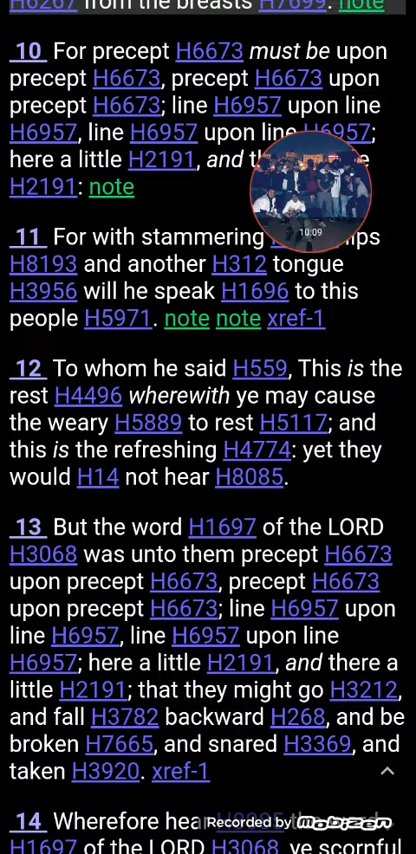 H6267 from the breasts H7699. note
10 For precept H6673 must be upon
precept H6673, precept H6673 upon
precept H6673; line H6957 upon line
H6957, line H6957 upon line H6957;
here a little H2191, and
H2191: note
10:09
11 For with stammering
H8193 and another H312 tongue
H3956 will he speak H1696 to this
people H5971. note note xref-1
12 To whom he said H559, This is the
rest H4496 wherewith ye may cause
the weary H5889 to rest H5117; and
this is the refreshing H4774: yet they
would H14 not hear H8085.
13 But the word H1697 of the LORD
H3068 was unto them precept H6673
upon precept H6673, precept H6673
upon precept H6673; line H6957 upon
line H6957, line H6957 upon line
H6957; here a little H2191, and there a
little H2191; that they might go H3212,
and fall H3782 backward H268, and be
broken H7665, and snared H3369, and
taken H3920. xref-1
14 Wherefore hear
Recorded by
H1697 of the LORD H3068, ye scornful